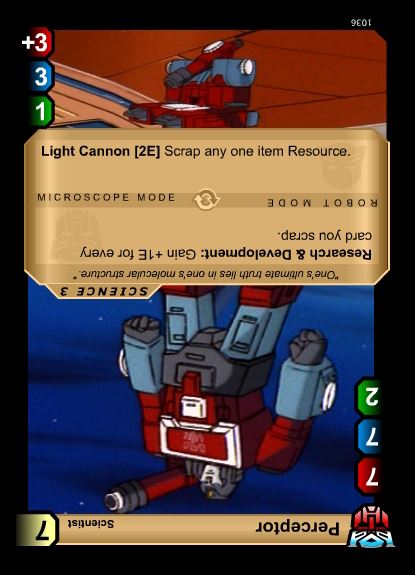 +3
3
1
Light Cannon [2E] Scrap any one item Resource.
MICROSCOPE MODE
3
ROBOT MODE
Perceptor
Scientist
7
7
7
2
SCIENCE 3
"One's ultimate truth lies in one's molecular structure."
Research & Development: Gain +1E for every
card you scrap.
1036